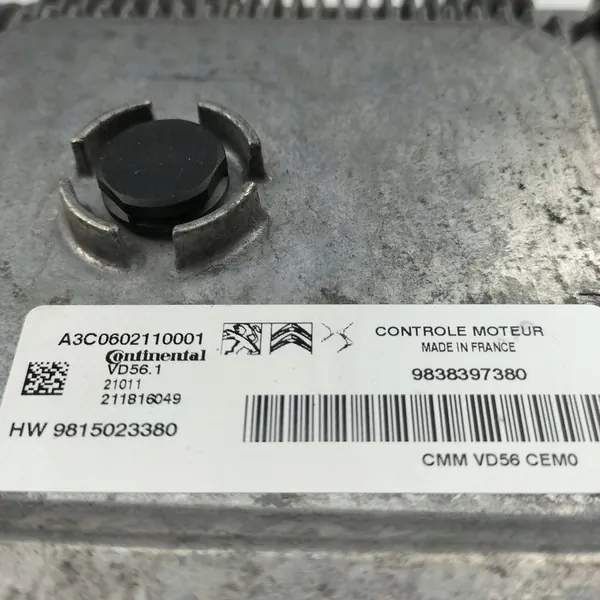 A3C0602110001
Continental
VD56.1
21011
211816049
HW 9815023380
CONTROLE MOTEUR
MADE IN FRANCE
9838397380
CMM VD56 CEM0